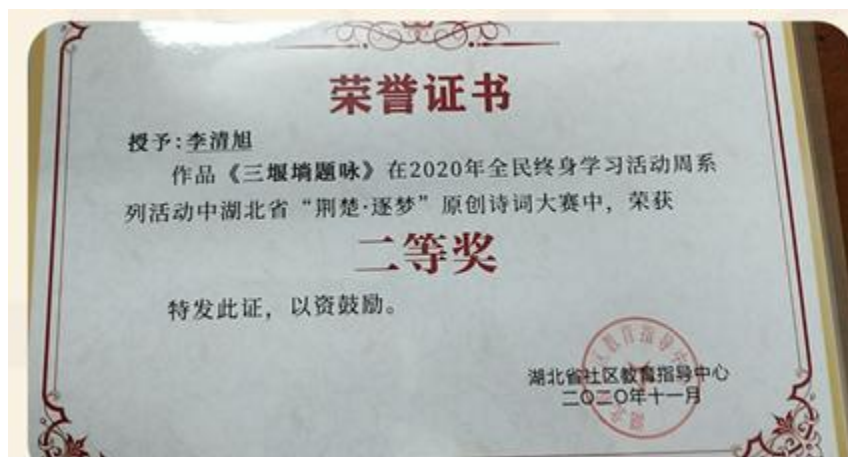 荣誉证书
授予：李清旭
作品《三堰墒题咏》在2020年全民终身学习活动周系
列活动中湖北省“荆楚·逐梦”原创诗词大赛中，荣获
二等奖
特发此证，以资鼓励。
湖北省社区教育指导中心
二〇二〇年十一月